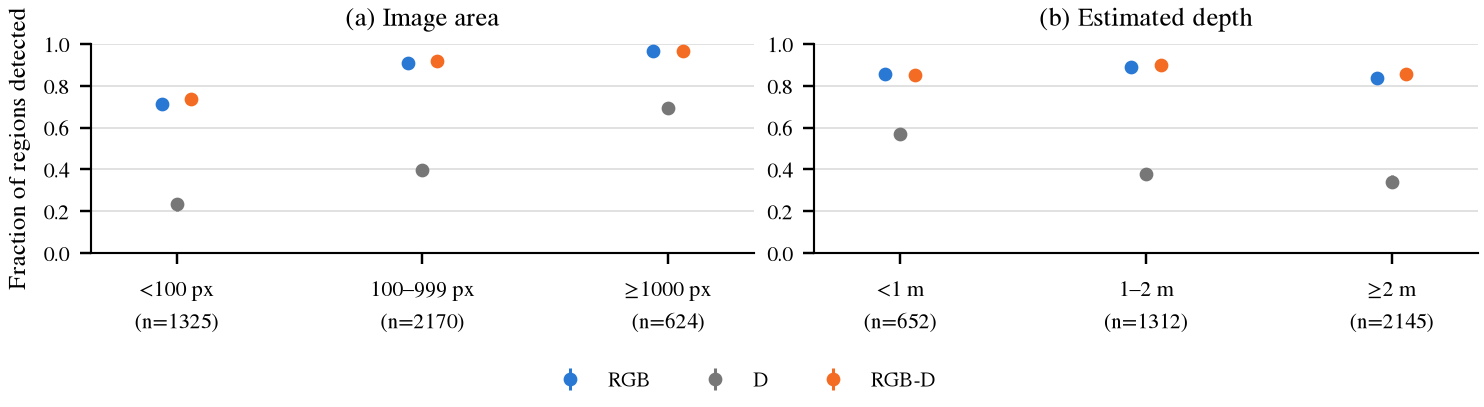 (a) Image area
(b) Estimated depth
Fraction of regions detected
1.0
0.8
0.6
0.4
0.2
0.0
<100 px
100–999 px
≥1000 px
(n=1325)
(n=2170)
(n=624)
1.0
0.8
0.6
0.4
0.2
0.0
<1 m
1–2 m
≥2 m
(n=652)
(n=1312)
(n=2145)
RGB
D
RGB-D